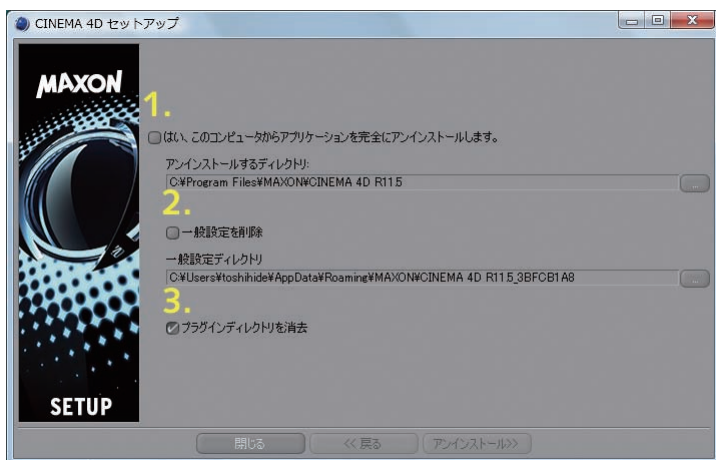 CINEMA 4D セットアップ
MAXON
1.
はい、このコンピュータからアプリケーションを完全にアンインストールします。
アンインストールするディレクトリ:
C:¥Program Files¥MAXON¥CINEMA 4D R11.5
...
2.
一般設定を削除
一般設定ディレクトリ
C:¥Users¥toshihide¥AppData¥Roaming¥MAXON¥CINEMA 4D R11.5_3BFCB1A8
...
3.
プラグインディレクトリを消去
SETUP
閉じる
<< 戻る
アンインストール>>